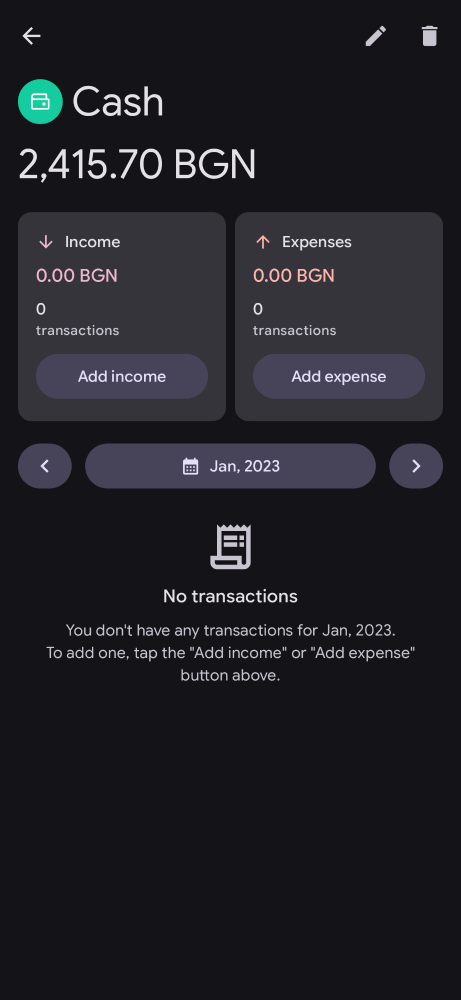 Cash
2,415.70 BGN
Income
0.00 BGN
0
transactions
Add income
Expenses
0.00 BGN
0
transactions
Add expense
Jan, 2023
No transactions
You don't have any transactions for Jan, 2023.
To add one, tap the "Add income" or "Add expense"
button above.